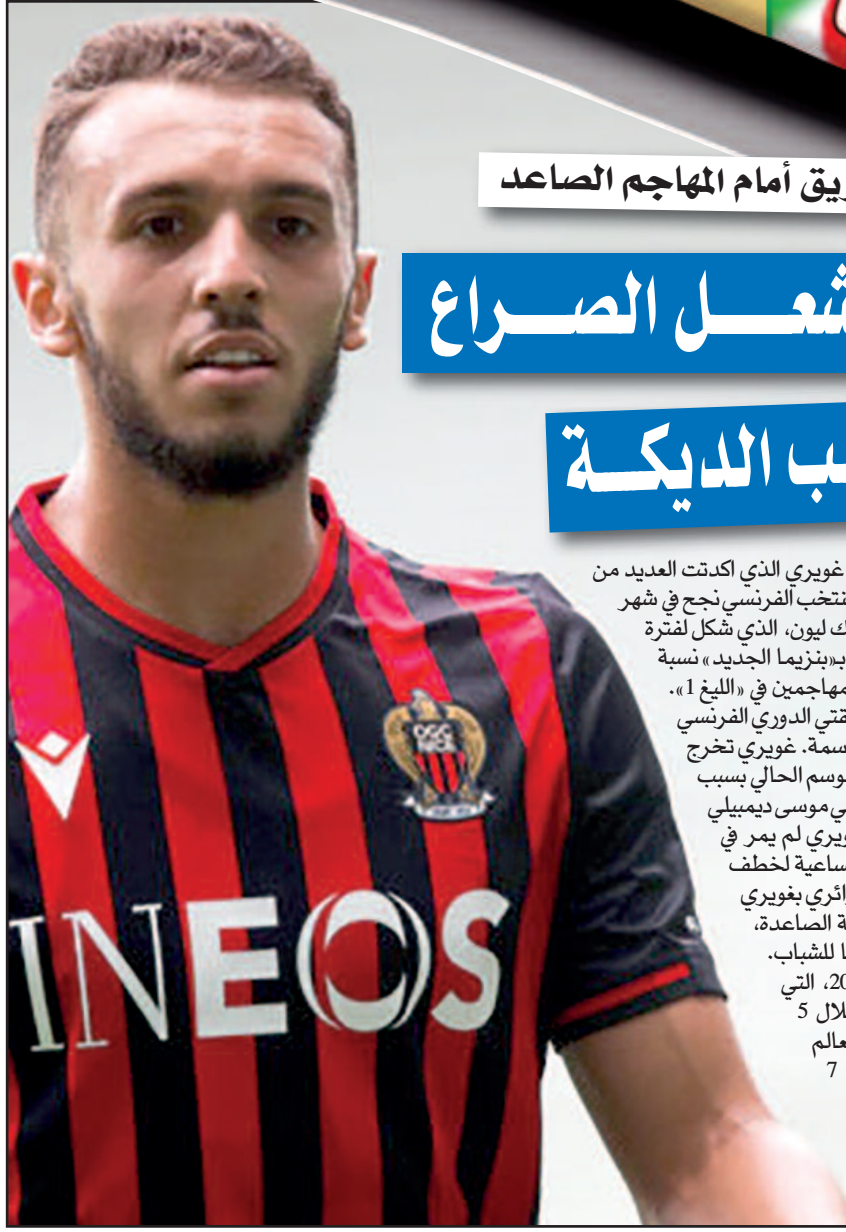 ريق أمام المهاجم الصاعد
شعـــل الصـــراع
ـب الديكـــة
غويري الذي اكدتت العديد من
نتخب الفرنسي نجح في شهر
ك ليون، الذي شكل لفترة
بـ«بنزيما الجديد» نسبة
مهاجمين في «الليغ 1».
قتي الدوري الفرنسي
سمة. غويري تخرج
وسم الحالي بسبب
ي موسى ديمبيلي
ويري لم يمر في
ساعية لخطف
ائري بغويري
ة الصاعدة،
ا للشباب.
20، التي
لال 5
عالم
7
OGC
NICE
INEOS